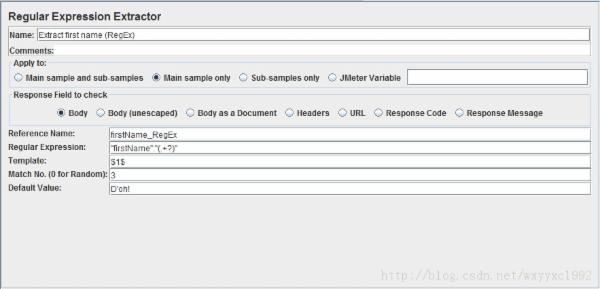 Regular Expression Extractor
Name: Extract first name (RegEx)
Comments:
Apply to:
Main sample and sub-samples Main sample only Sub-samples only JMeter Variable
Response Field to check
Body Body (unescaped) Body as a Document Headers URL Response Code Response Message
Reference Name: firstName_RegEx
Regular Expression: "firstName":"(.+?)"
Template: $1$
Match No. (0 for Random): 3
Default Value: D'oh!
http://blog.csdn.net/wxyyxc1992